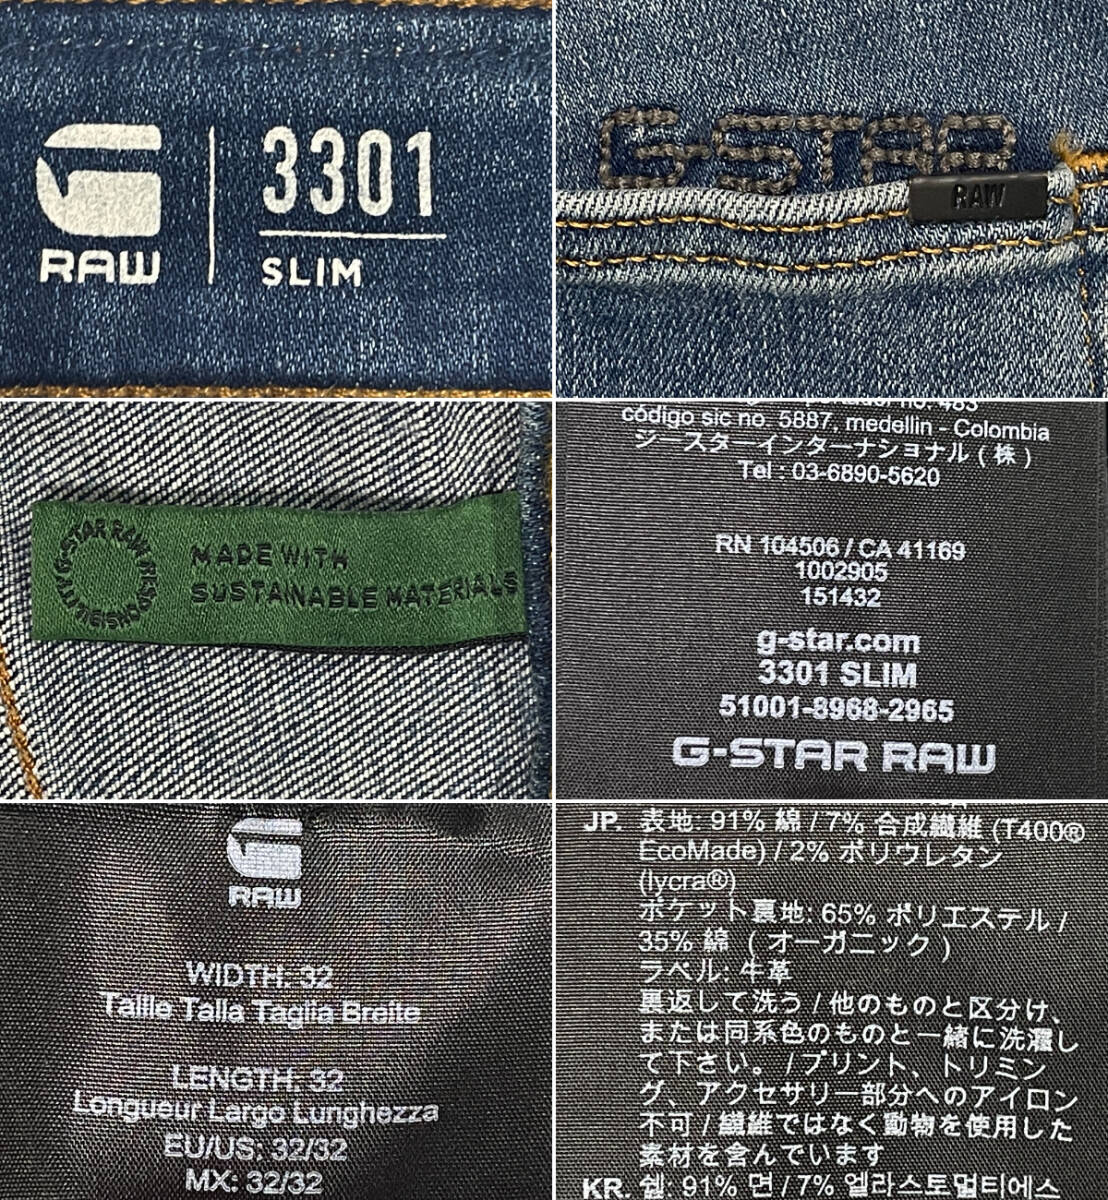 RAW
3301
SLIM
G-STAR
RAW
G-STAR RAW RESPONSIBILITY
MADE WITH
SUSTAINABLE MATERIALS
código sic no. 5887, medellin - Colombia
ジースターインターナショナル (株)
Tel : 03-6890-5620
RN 104506 / CA 41169
1002905
151432
g-star.com
3301 SLIM
51001-8968-2965
G-STAR RAW
RAW
WIDTH: 32
Taille Talla Taglia Breite
LENGTH: 32
Longueur Largo Lunghezza
EU/US: 32/32
MX: 32/32
JP. 表地: 91% 綿 / 7% 合成繊維 (T400®
EcoMade) / 2% ポリウレタン
(lycra®)
ポケット裏地: 65% ポリエステル /
35% 綿 ( オーガニック )
ラベル: 牛革
裏返して洗う / 他のものと区分け、
または同系色のものと一緒に洗濯し
て下さい。 / プリント、トリミン
グ、アクセサリー部分へのアイロン
不可 / 繊維ではなく動物を使用した
素材を含んでいます
KR. 쉘: 91% 면 / 7% 엘라스토멀티에스